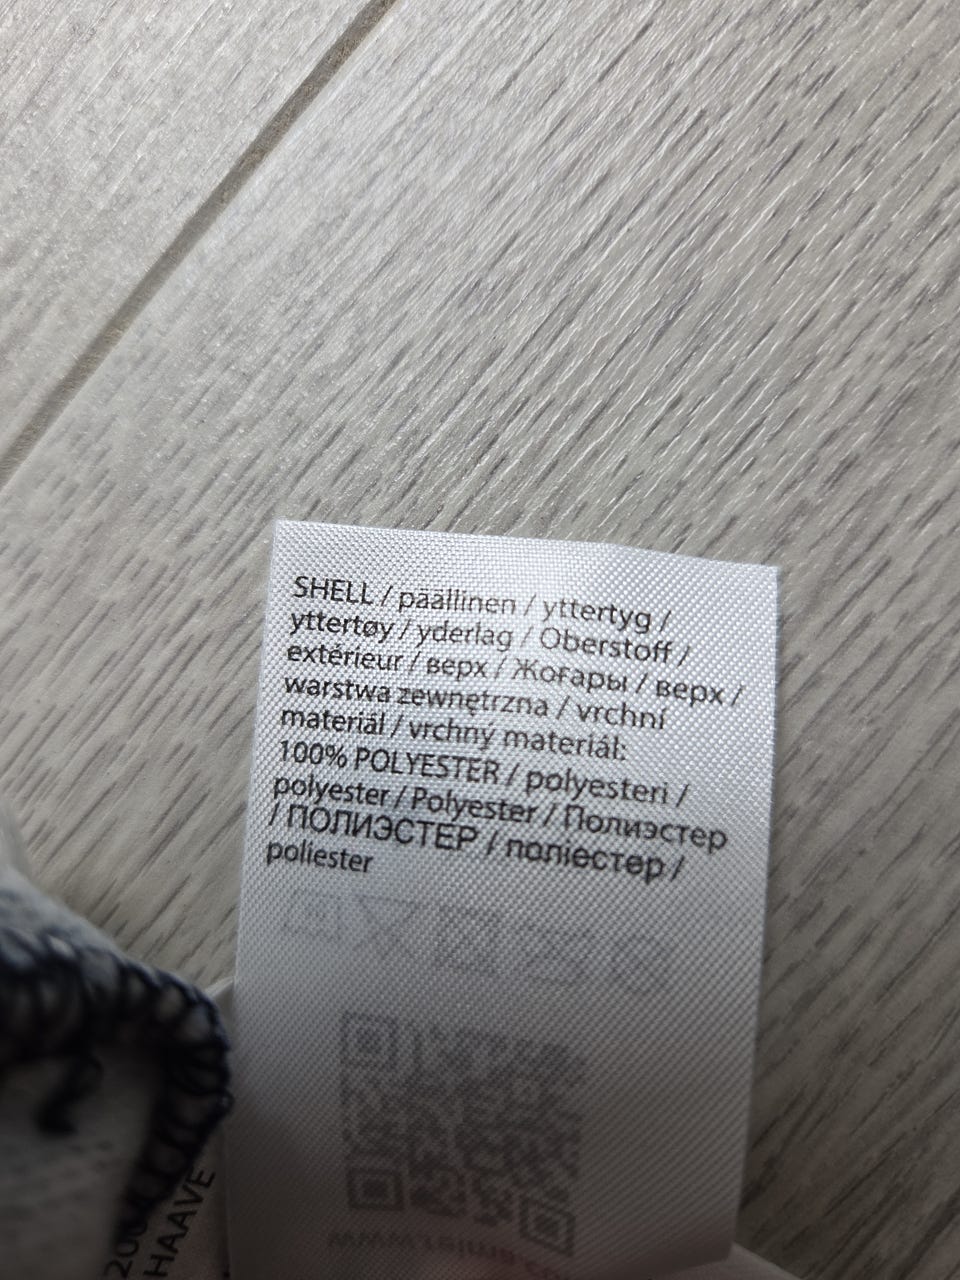 SHELL / päällinen / yttertyg /
yttertøy / yderlag / Oberstoff /
extérieur / верх / Жоғары / верх /
warstwa zewnętrzna / vrchní
materiál / vrchný materiál:
100% POLYESTER / polyesteri /
polyester / Polyester / Полиэстер
/ ПОЛИЭСТЕР / поліестер /
poliester
HAAVE